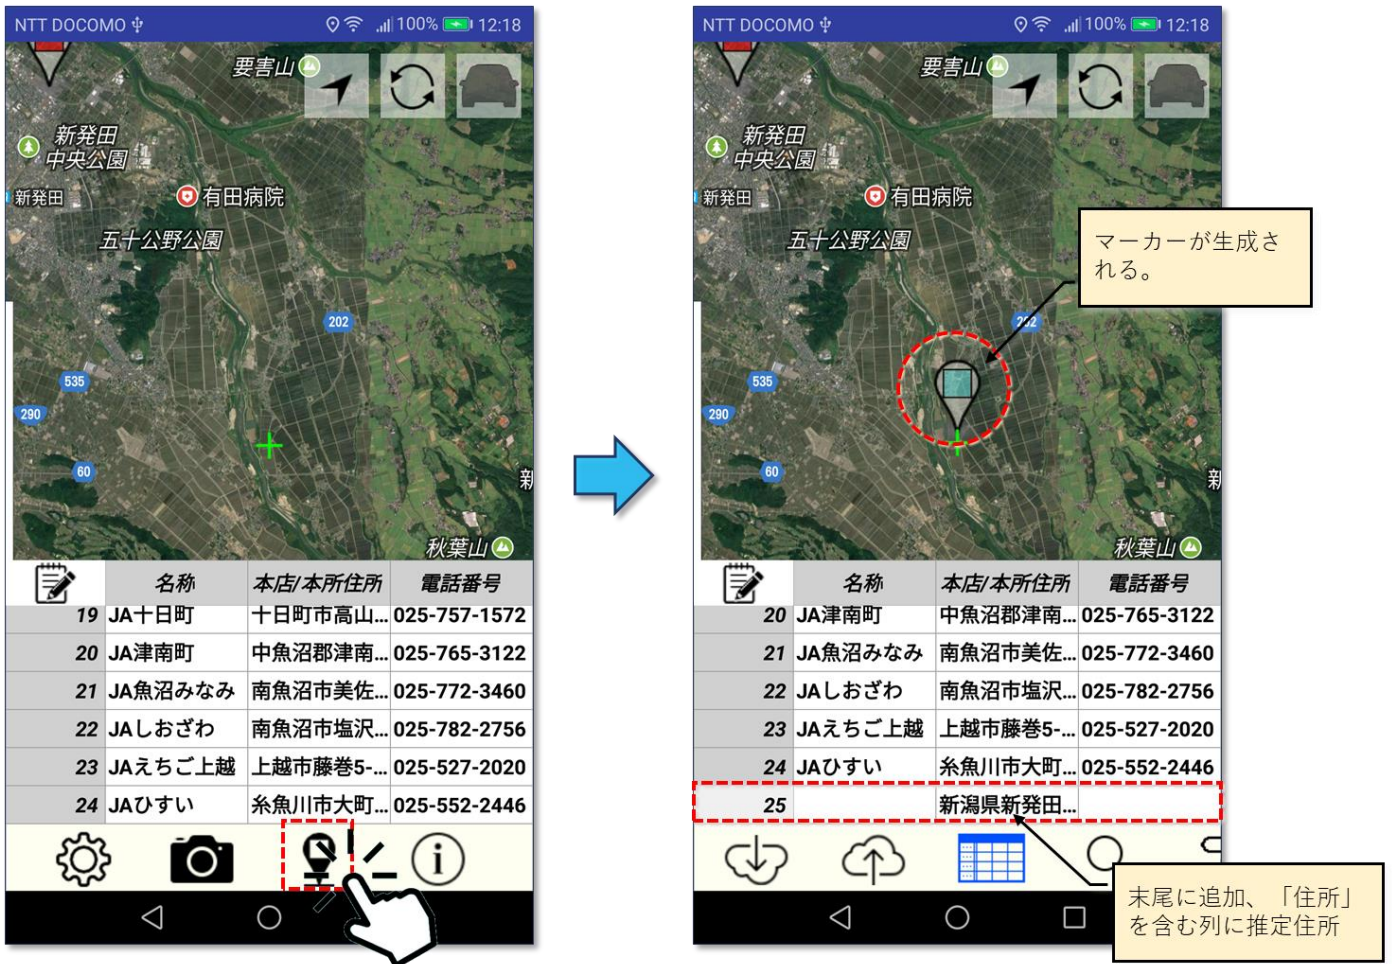 NTT DOCOMO
100%
12:18
要害山
新発田
中央公園
新発田
有田病院
五十公野公園
202
535
290
60
新
秋葉山
名称 本店/本所住所 電話番号
19 JA十日町 十日町市高山... 025-757-1572
20 JA津南町 中魚沼郡津南... 025-765-3122
21 JA魚沼みなみ 南魚沼市美佐... 025-772-3460
22 JAしおざわ 南魚沼市塩沢... 025-782-2756
23 JAえちご上越 上越市藤巻5-... 025-527-2020
24 JAひすい 糸魚川市大町... 025-552-2446
NTT DOCOMO
100%
12:18
要害山
新発田
中央公園
新発田
有田病院
五十公野公園
マーカーが生成さ
れる。
202
535
290
60
新
秋葉山
名称 本店/本所住所 電話番号
20 JA津南町 中魚沼郡津南... 025-765-3122
21 JA魚沼みなみ 南魚沼市美佐... 025-772-3460
22 JAしおざわ 南魚沼市塩沢... 025-782-2756
23 JAえちご上越 上越市藤巻5-... 025-527-2020
24 JAひすい 糸魚川市大町... 025-552-2446
25 新潟県新発田...
末尾に追加、「住所」
を含む列に推定住所